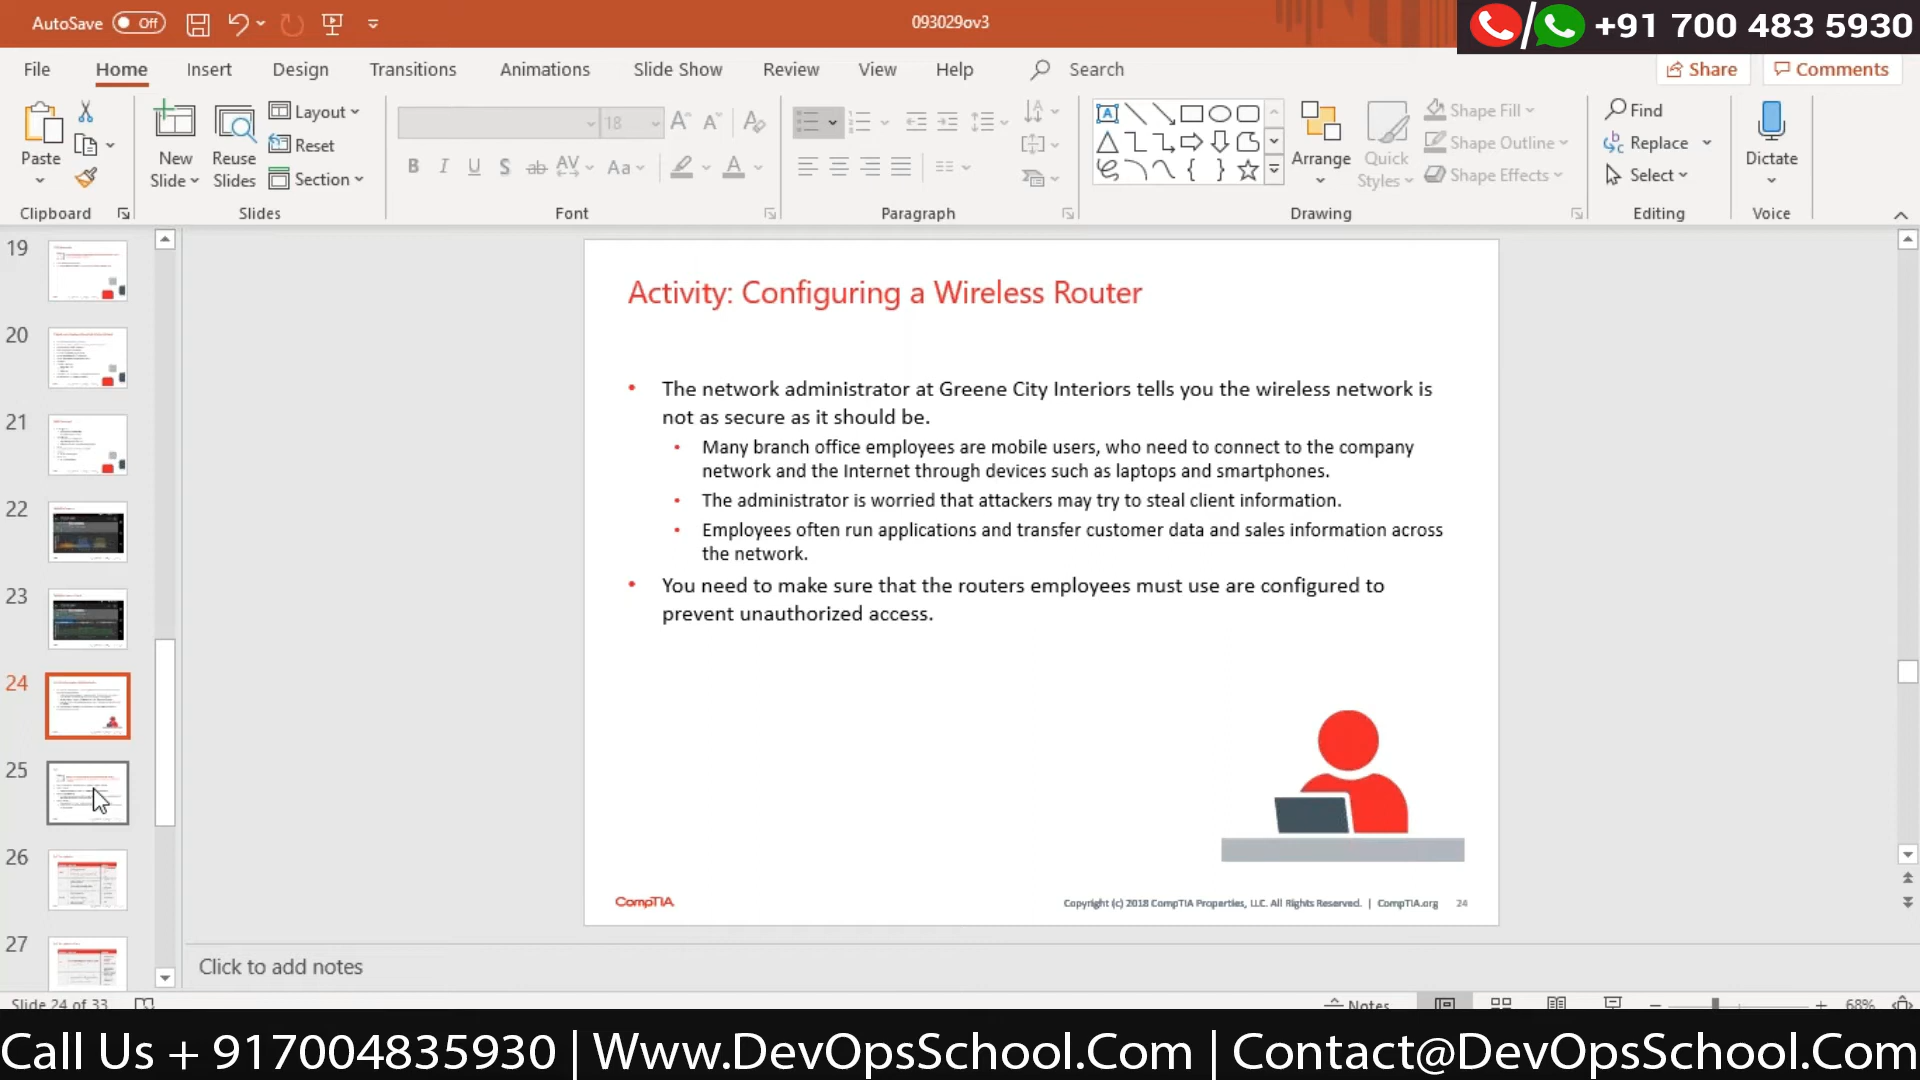 AutoSave Off
093029ov3
+91 700 483 5930
File Home Insert Design Transitions Animations Slide Show Review View Help Search Share Comments
Paste
Clipboard
New Slide
Reuse Slides
Layout
Reset
Section
Slides
18
Font
Paragraph
Arrange
Quick Styles
Shape Fill
Shape Outline
Shape Effects
Drawing
Find
Replace
Select
Editing
Dictate
Voice
19
20
21
22
23
24
25
26
27
Activity: Configuring a Wireless Router
• The network administrator at Greene City Interiors tells you the wireless network is
not as secure as it should be.
• Many branch office employees are mobile users, who need to connect to the company
network and the Internet through devices such as laptops and smartphones.
• The administrator is worried that attackers may try to steal client information.
• Employees often run applications and transfer customer data and sales information across
the network.
• You need to make sure that the routers employees must use are configured to
prevent unauthorized access.
CompTIA
Copyright (c) 2018 CompTIA Properties, LLC. All Rights Reserved. | CompTIA.org 24
Click to add notes
Slide 24 of 33
Notes
68%
Call Us + 917004835930 | Www.DevOpsSchool.Com | Contact@DevOpsSchool.Com